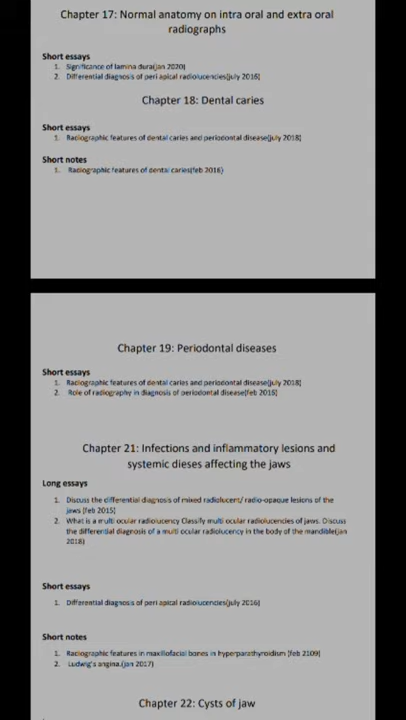 Chapter 17: Normal anatomy on intra oral and extra oral
radiographs
Short essays
1. Significance of lamina dura(jan 2020)
2. Differential diagnosis of peri apical radiolucencies(july 2016)
Chapter 18: Dental caries
Short essays
1. Radiographic features of dental caries and periodontal disease(july 2018)
Short notes
1. Radiographic features of dental caries(feb 2016)
Chapter 19: Periodontal diseases
Short essays
1. Radiographic features of dental caries and periodontal disease(july 2018)
2. Role of radiography in diagnosis of periodontal disease(feb 2015)
Chapter 21: Infections and inflammatory lesions and
systemic dieses affecting the jaws
Long essays
1. Discuss the differential diagnosis of mixed radiolucent/ radio-opaque lesions of the
jaws (feb 2015)
2. What is a multi ocular radiolucency Classify multi ocular radiolucencies of jaws. Discuss
the differential diagnosis of a multi ocular radiolucency in the body of the mandible(jan
2018)
Short essays
1. Differential diagnosis of peri apical radiolucencies(july 2016)
Short notes
1. Radiographic features in maxillofacial bones in hyperparathyroidism (feb 2109)
2. Ludwig's angina.(jan 2017)
Chapter 22: Cysts of jaw